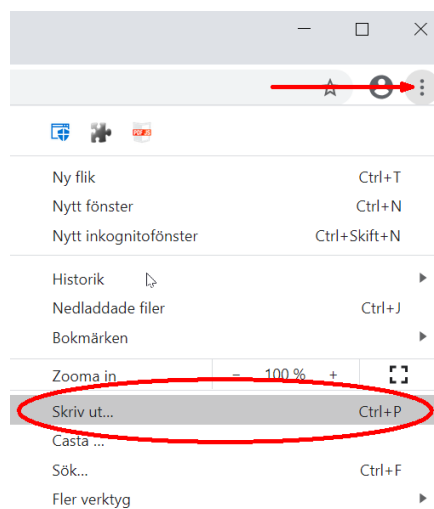 Ny flik Ctrl+T
Nytt fönster Ctrl+N
Nytt inkognitofönster Ctrl+Skift+N
Historik
Nedladdade filer Ctrl+J
Bokmärken
Zooma in − 100 % +
Skriv ut... Ctrl+P
Casta ...
Sök... Ctrl+F
Fler verktyg